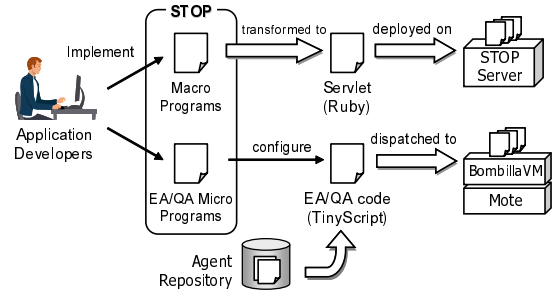 STOP
Implement
transformed to
deployed on
Macro
Programs
Servlet
(Ruby)
STOP
Server
Application
Developers
configure
dispatched to
EA/QA Micro
Programs
EA/QA code
(TinyScript)
BombillaVM
Mote
Agent
Repository